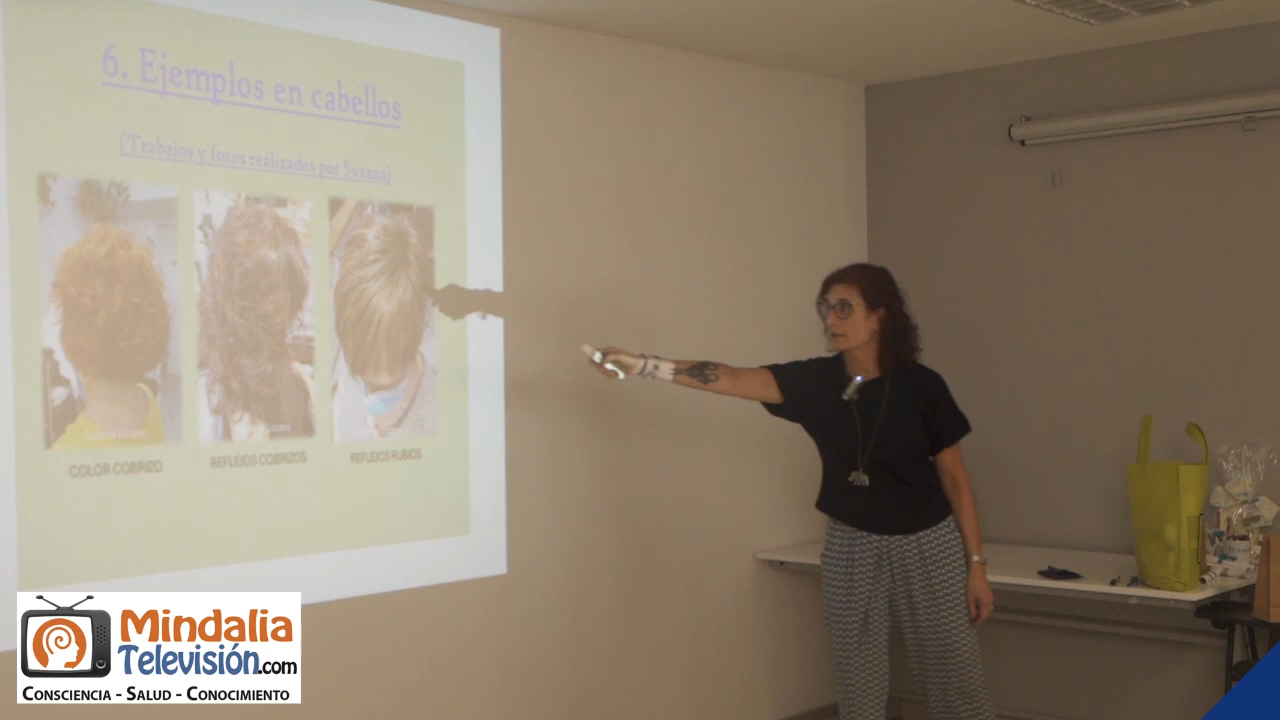 6. Ejemplos en cabellos
(Trabajos y fotos realizados por Susana)
COLOR COBRIZO
REFLEJOS COBRIZOS
REFLEJOS RUBIOS
Mindalia
Televisión.com
CONSCIENCIA - SALUD - CONOCIMIENTO